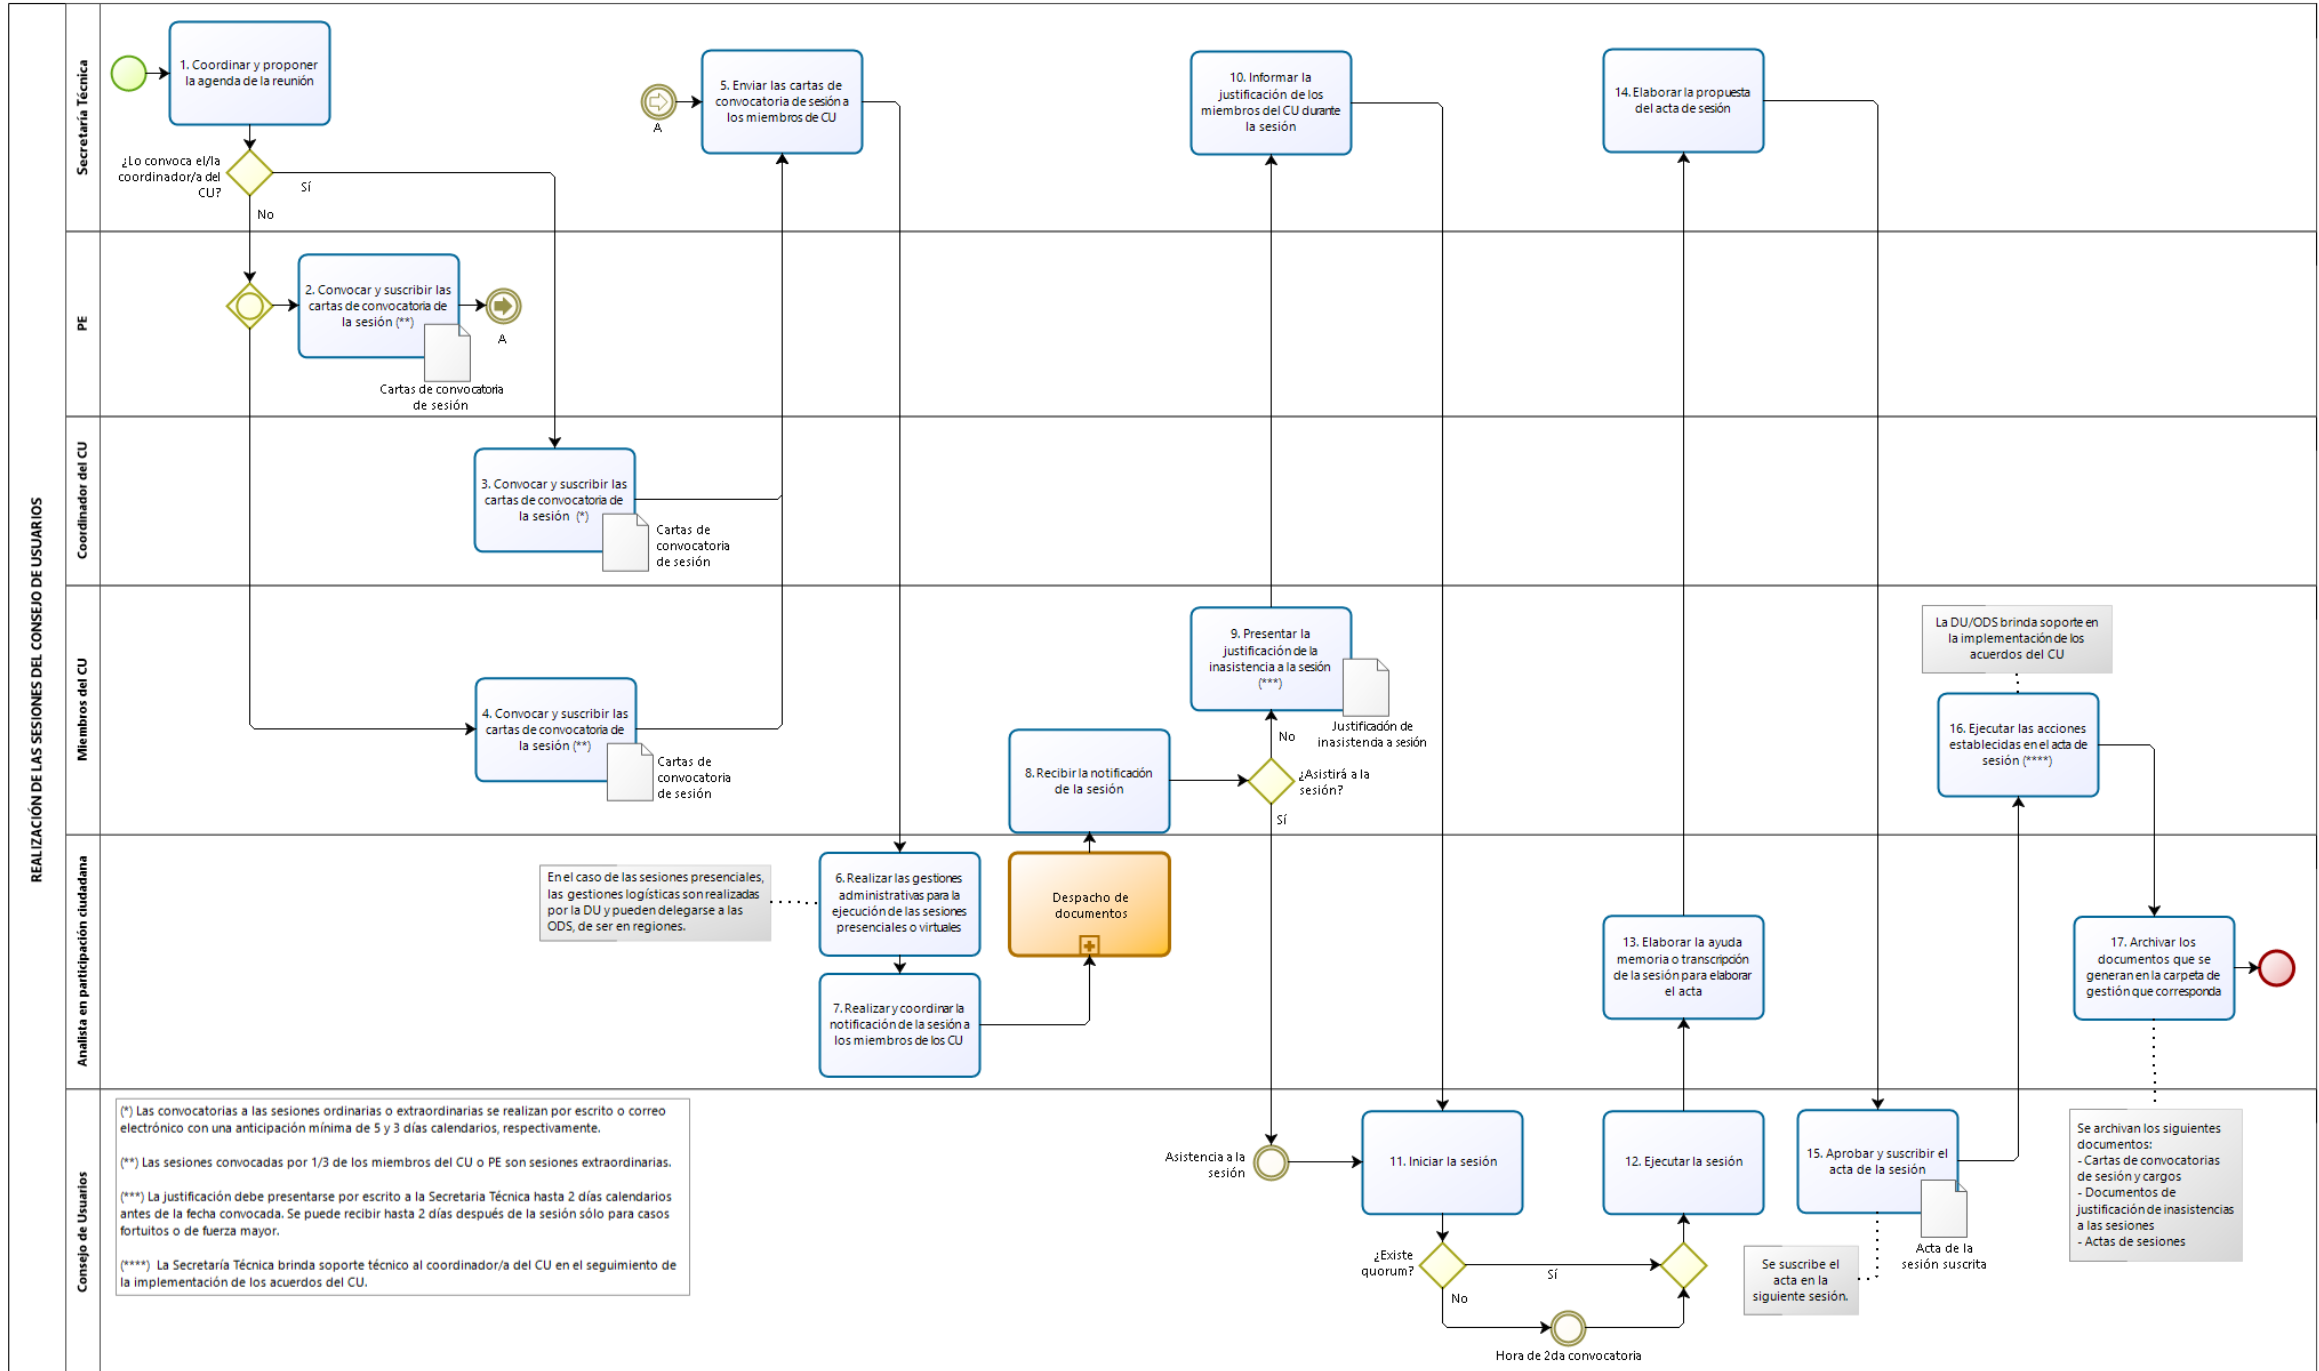 REALIZACIÓN DE LAS SESIONES DEL CONSEJO DE USUARIOS
Secretaría Técnica
1. Coordinar y proponer
la agenda de la reunión
¿Lo convoca el/la
coordinador/a del
CU?
Sí
No
A
5. Enviar las cartas de
convocatoria de sesión a
los miembros de CU
10. Informar la
justificación de los
miembros del CU durante
la sesión
14. Elaborar la propuesta
del acta de sesión
PE
2. Convocar y suscribir las
cartas de convocatoria de
la sesión (**)
A
Cartas de convocatoria
de sesión
Coordinador del CU
3. Convocar y suscribir las
cartas de convocatoria de
la sesión (*)
Cartas de
convocatoria
de sesión
Miembros del CU
4. Convocar y suscribir las
cartas de convocatoria de
la sesión (**)
Cartas de
convocatoria
de sesión
8. Recibir la notificación
de la sesión
9. Presentar la
justificación de la
inasistencia a la sesión
(***)
Justificación de
inasistencia a sesión
No
¿Asistirá a la
sesión?
Sí
La DU/ODS brinda soporte en
la implementación de los
acuerdos del CU
16. Ejecutar las acciones
establecidas en el acta de
sesión (****)
Analista en participación ciudadana
En el caso de las sesiones presenciales,
las gestiones logísticas son realizadas
por la DU y pueden delegarse a las
ODS, de ser en regiones.
6. Realizar las gestiones
administrativas para la
ejecución de las sesiones
presenciales o virtuales
7. Realizar y coordinar la
notificación de la sesión a
los miembros de los CU
Despacho de
documentos
13. Elaborar la ayuda
memoria o transcripción
de la sesión para elaborar
el acta
17. Archivar los
documentos que se
generan en la carpeta de
gestión que corresponda
Consejo de Usuarios
(*) Las convocatorias a las sesiones ordinarias o extraordinarias se realizan por escrito o correo
electrónico con una anticipación mínima de 5 y 3 días calendarios, respectivamente.
(**) Las sesiones convocadas por 1/3 de los miembros del CU o PE son sesiones extraordinarias.
(***) La justificación debe presentarse por escrito a la Secretaria Técnica hasta 2 días calendarios
antes de la fecha convocada. Se puede recibir hasta 2 días después de la sesión sólo para casos
fortuitos o de fuerza mayor.
(****) La Secretaría Técnica brinda soporte técnico al coordinador/a del CU en el seguimiento de
la implementación de los acuerdos del CU.
Asistencia a la
sesión
11. Iniciar la sesión
¿Existe
quorum?
Sí
No
Hora de 2da convocatoria
12. Ejecutar la sesión
15. Aprobar y suscribir el
acta de la sesión
Acta de la
sesión suscrita
Se suscribe el
acta en la
siguiente sesión.
Se archivan los siguientes
documentos:
- Cartas de convocatorias
de sesión y cargos
- Documentos de
justificación de inasistencias
a las sesiones
- Actas de sesiones